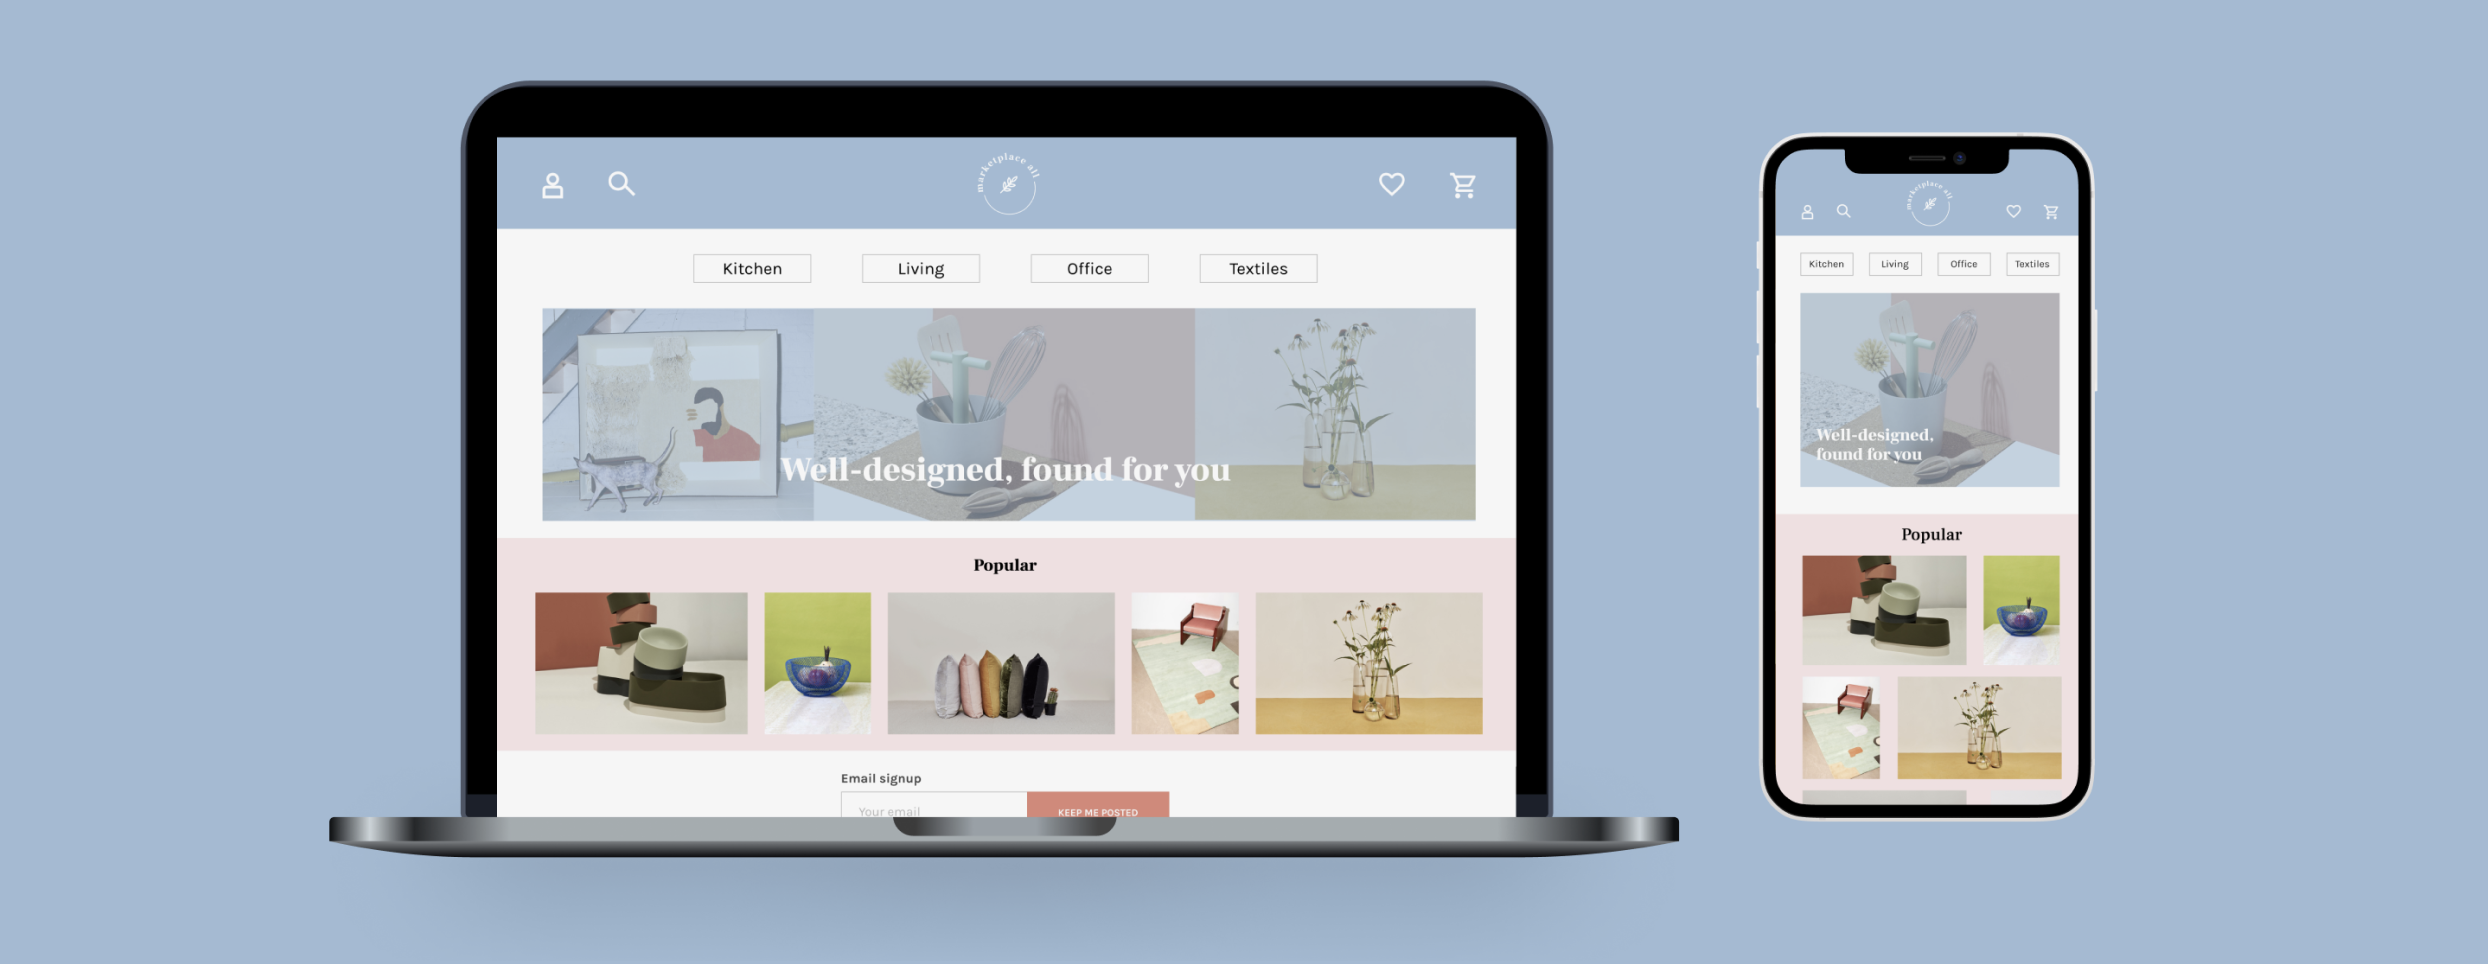 marketplace all
Kitchen
Living
Office
Textiles
Well-designed, found for you
Popular
Email signup
Your email
KEEP ME POSTED
marketplace all
Kitchen
Living
Office
Textiles
Well-designed,
found for you
Popular